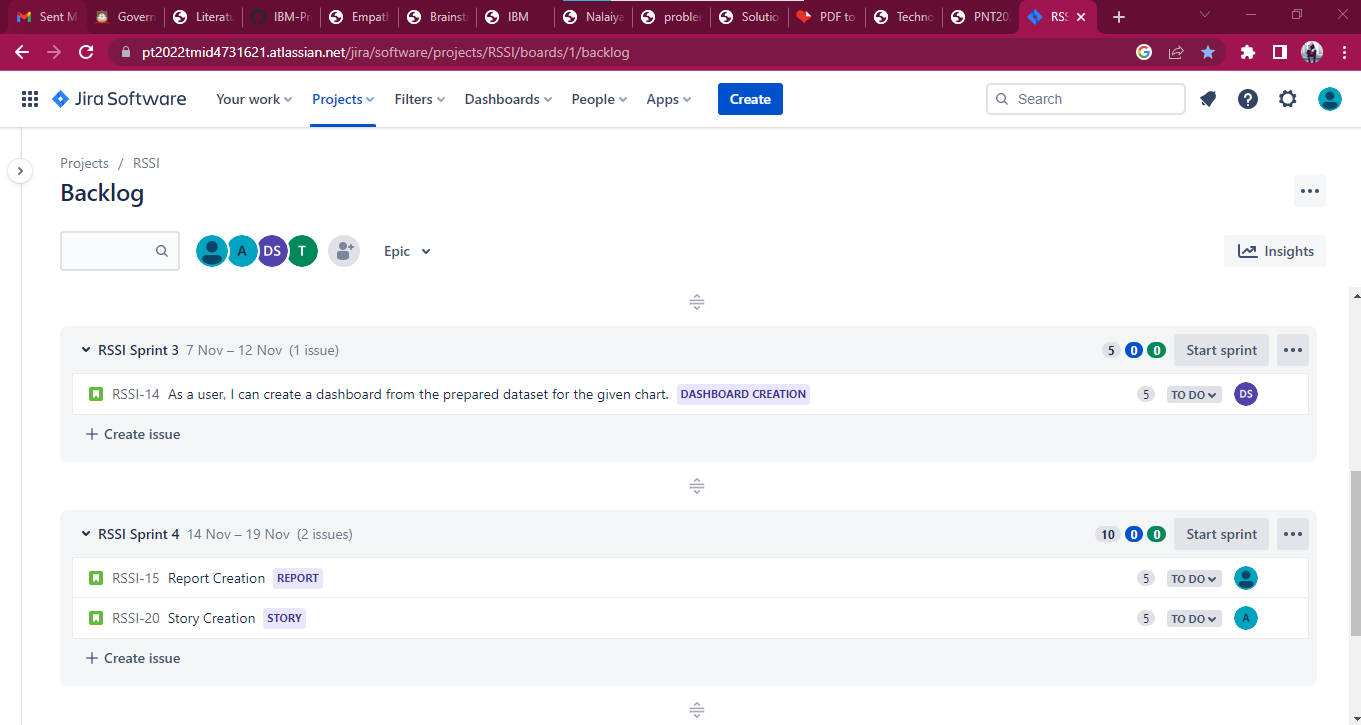 Sent M Govern Literatu IBM-Pr Empath Brainst IBM Nalaiya probler Solutio PDF to Techno PNT20 RSS
pt2022tmid4731621.atlassian.net/jira/software/projects/RSSI/boards/1/backlog
Jira Software Your work Projects Filters Dashboards People Apps Create Search
Projects / RSSI
Backlog
A DS T Epic Insights
RSSI Sprint 3 7 Nov – 12 Nov (1 issue) 5 0 0 Start sprint
RSSI-14 As a user, I can create a dashboard from the prepared dataset for the given chart. DASHBOARD CREATION 5 TO DO DS
+ Create issue
RSSI Sprint 4 14 Nov – 19 Nov (2 issues) 10 0 0 Start sprint
RSSI-15 Report Creation REPORT 5 TO DO
RSSI-20 Story Creation STORY 5 TO DO A
+ Create issue